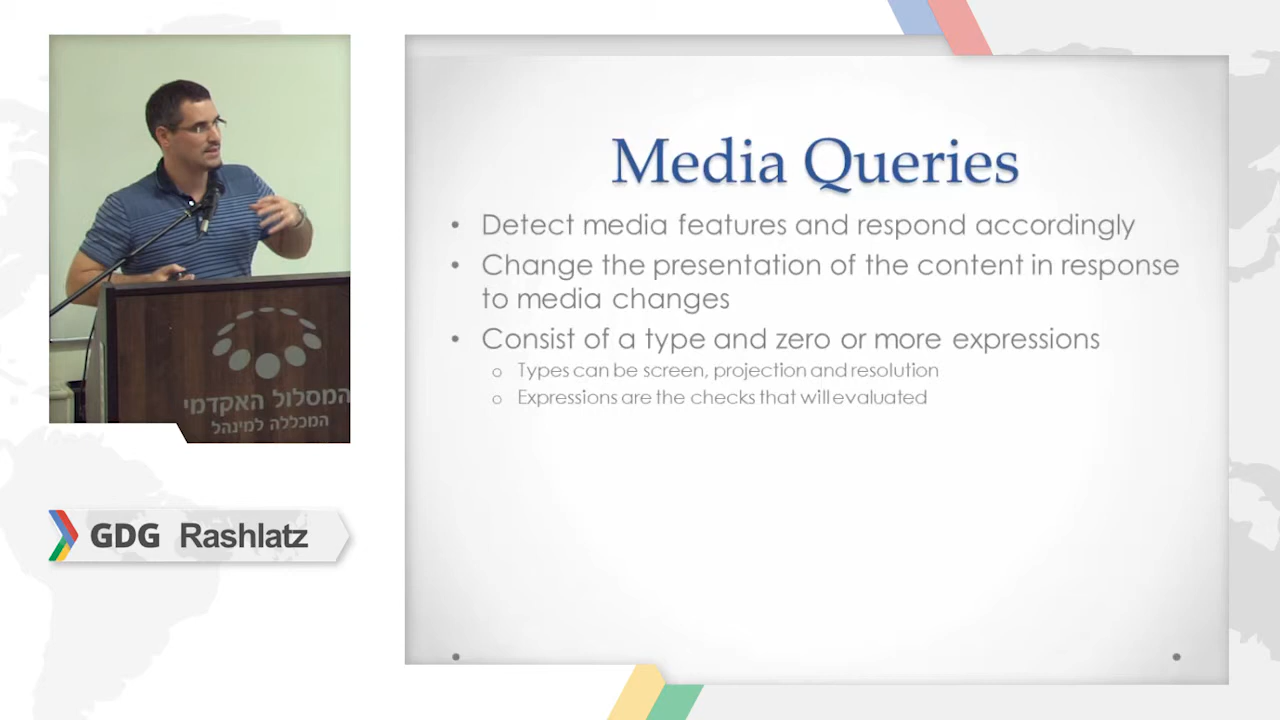 Media Queries
• Detect media features and respond accordingly
• Change the presentation of the content in response
to media changes
• Consist of a type and zero or more expressions
o Types can be screen, projection and resolution
o Expressions are the checks that will evaluated
המסלול האקדמי
המכללה למינהל
GDG Rashlatz